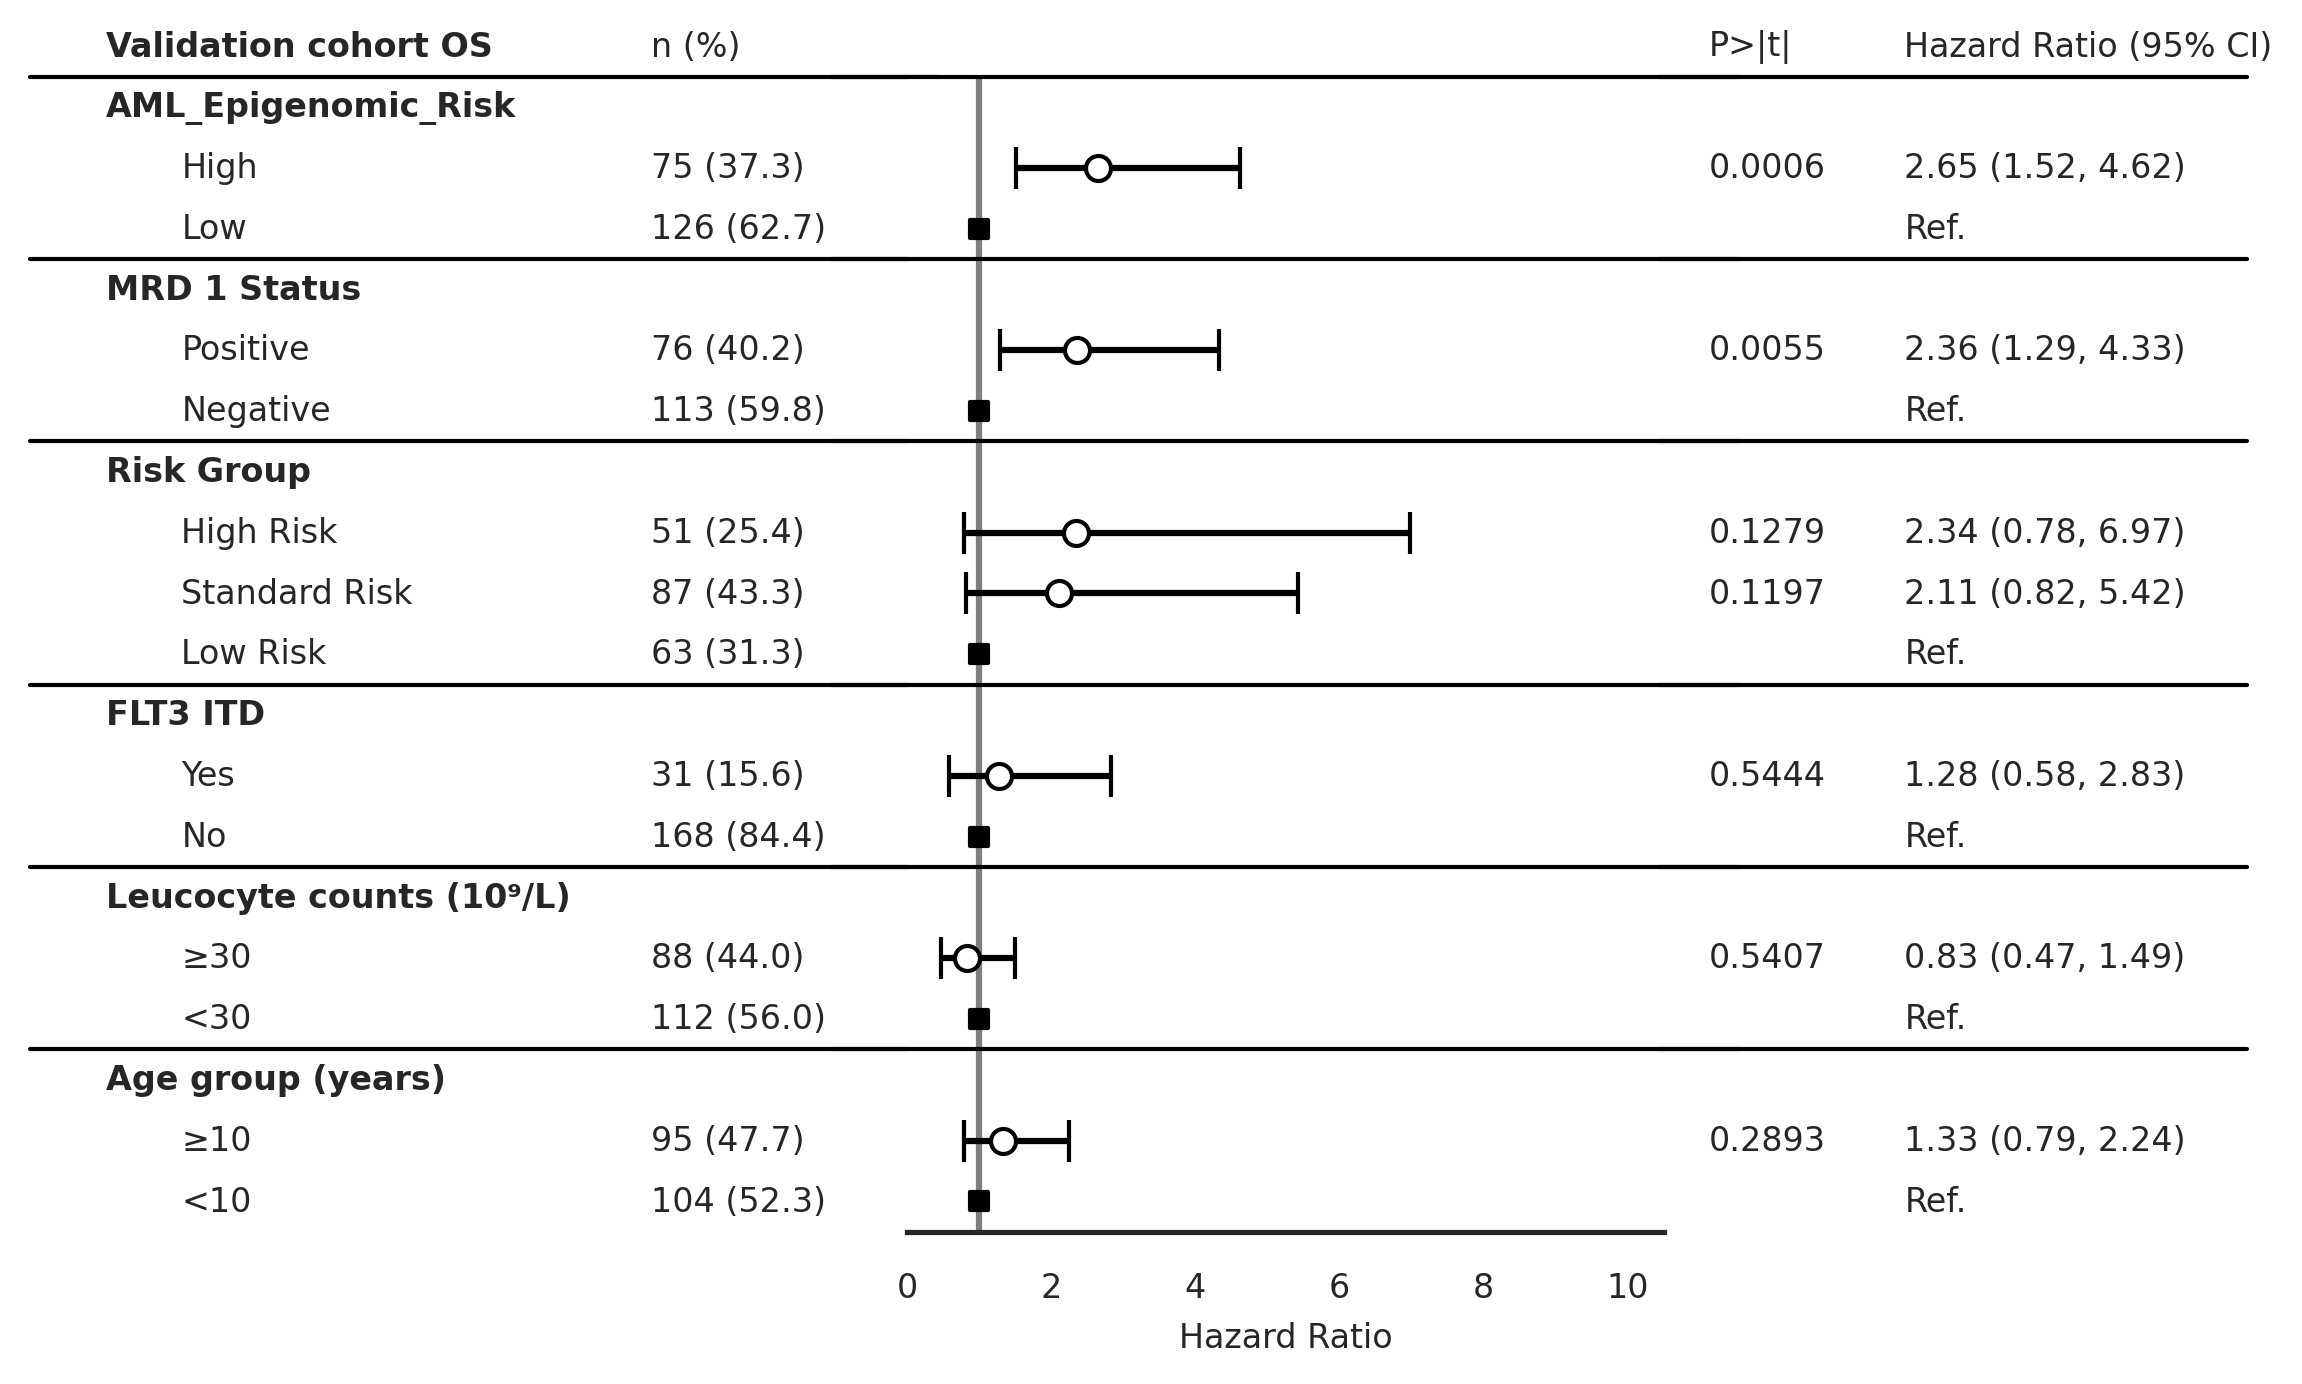 Validation cohort OS n (%) P>|t| Hazard Ratio (95% CI)
AML_Epigenomic_Risk
High 75 (37.3) 0.0006 2.65 (1.52, 4.62)
Low 126 (62.7) Ref.
MRD 1 Status
Positive 76 (40.2) 0.0055 2.36 (1.29, 4.33)
Negative 113 (59.8) Ref.
Risk Group
High Risk 51 (25.4) 0.1279 2.34 (0.78, 6.97)
Standard Risk 87 (43.3) 0.1197 2.11 (0.82, 5.42)
Low Risk 63 (31.3) Ref.
FLT3 ITD
Yes 31 (15.6) 0.5444 1.28 (0.58, 2.83)
No 168 (84.4) Ref.
Leucocyte counts (10⁹/L)
≥30 88 (44.0) 0.5407 0.83 (0.47, 1.49)
<30 112 (56.0) Ref.
Age group (years)
≥10 95 (47.7) 0.2893 1.33 (0.79, 2.24)
<10 104 (52.3) Ref.
0 2 4 6 8 10
Hazard Ratio